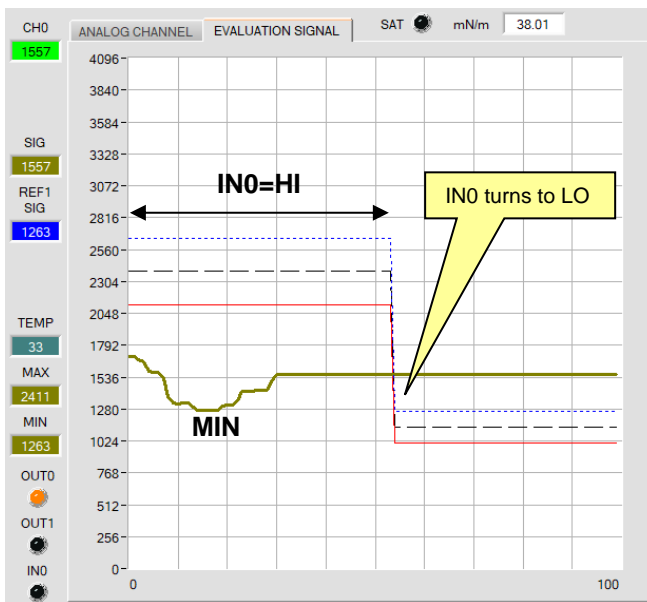 CH0
1557
SIG
1557
REF1
SIG
1263
TEMP
33
MAX
2411
MIN
1263
OUT0
OUT1
IN0
ANALOG CHANNEL
EVALUATION SIGNAL
SAT
mN/m
38.01
4096
3840
3584
3328
3072
2816
2560
2304
2048
1792
1536
1280
1024
768
512
256
0
0
100
IN0=HI
IN0 turns to LO
MIN